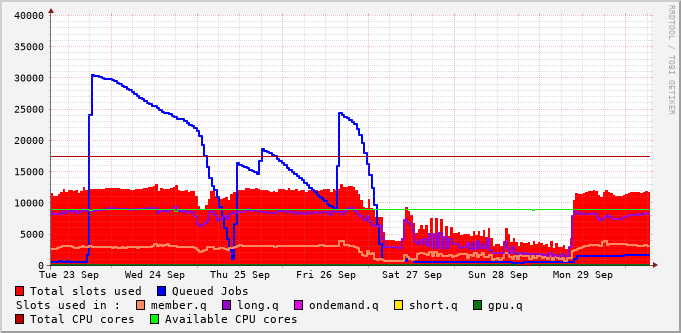 40000
35000
30000
25000
20000
15000
10000
5000
0
Tue 23 Sep Wed 24 Sep Thu 25 Sep Fri 26 Sep Sat 27 Sep Sun 28 Sep Mon 29 Sep
Total slots used Queued Jobs
Slots used in : member.q long.q ondemand.q short.q gpu.q
Total CPU cores Available CPU cores
RRDTOOL / TOBI OETIKER